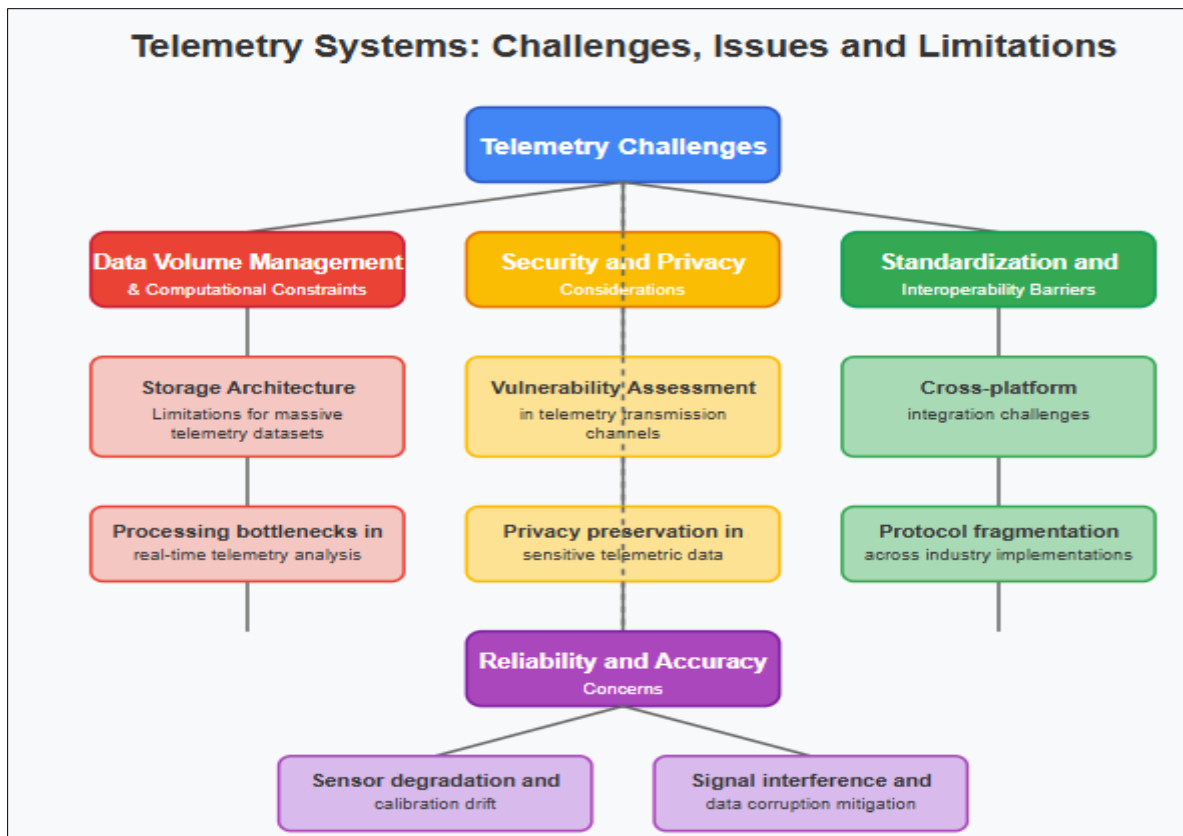 Telemetry Systems: Challenges, Issues and Limitations
Telemetry Challenges
Data Volume Management
& Computational Constraints
Security and Privacy
Considerations
Standardization and
Interoperability Barriers
Storage Architecture
Limitations for massive
telemetry datasets
Vulnerability Assessment
in telemetry transmission
channels
Cross-platform
integration challenges
Processing bottlenecks in
real-time telemetry analysis
Privacy preservation in
sensitive telemetric data
Protocol fragmentation
across industry implementations
Reliability and Accuracy
Concerns
Sensor degradation and
calibration drift
Signal interference and
data corruption mitigation